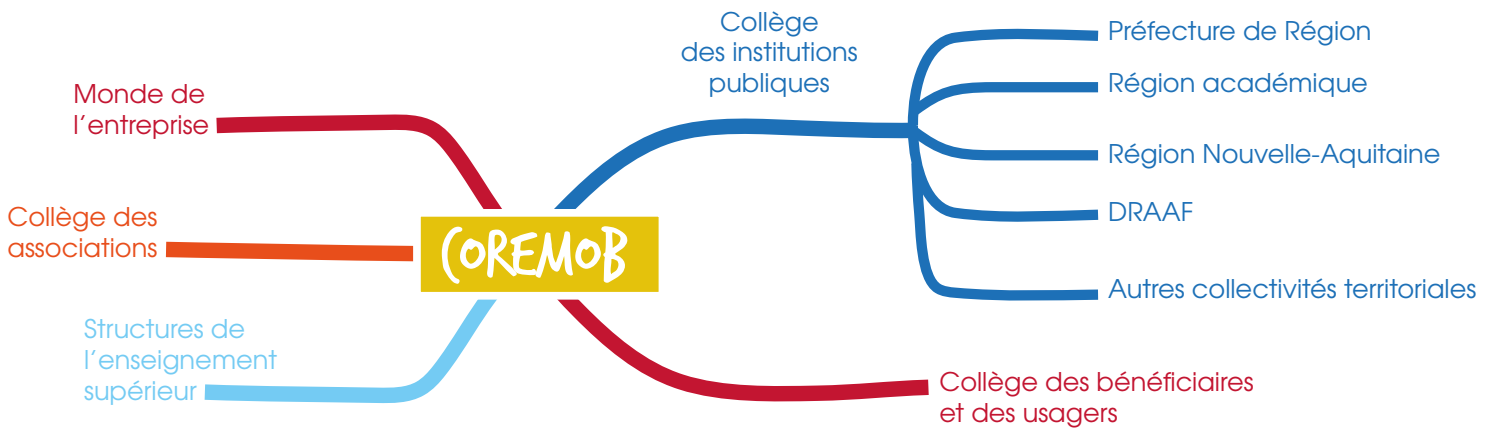 Collège
des institutions
publiques
Préfecture de Région
Région académique
Région Nouvelle-Aquitaine
DRAAF
Autres collectivités territoriales
Monde de
l'entreprise
Collège des
associations
COREMOB
Structures de
l'enseignement
supérieur
Collège des bénéficiaires
et des usagers